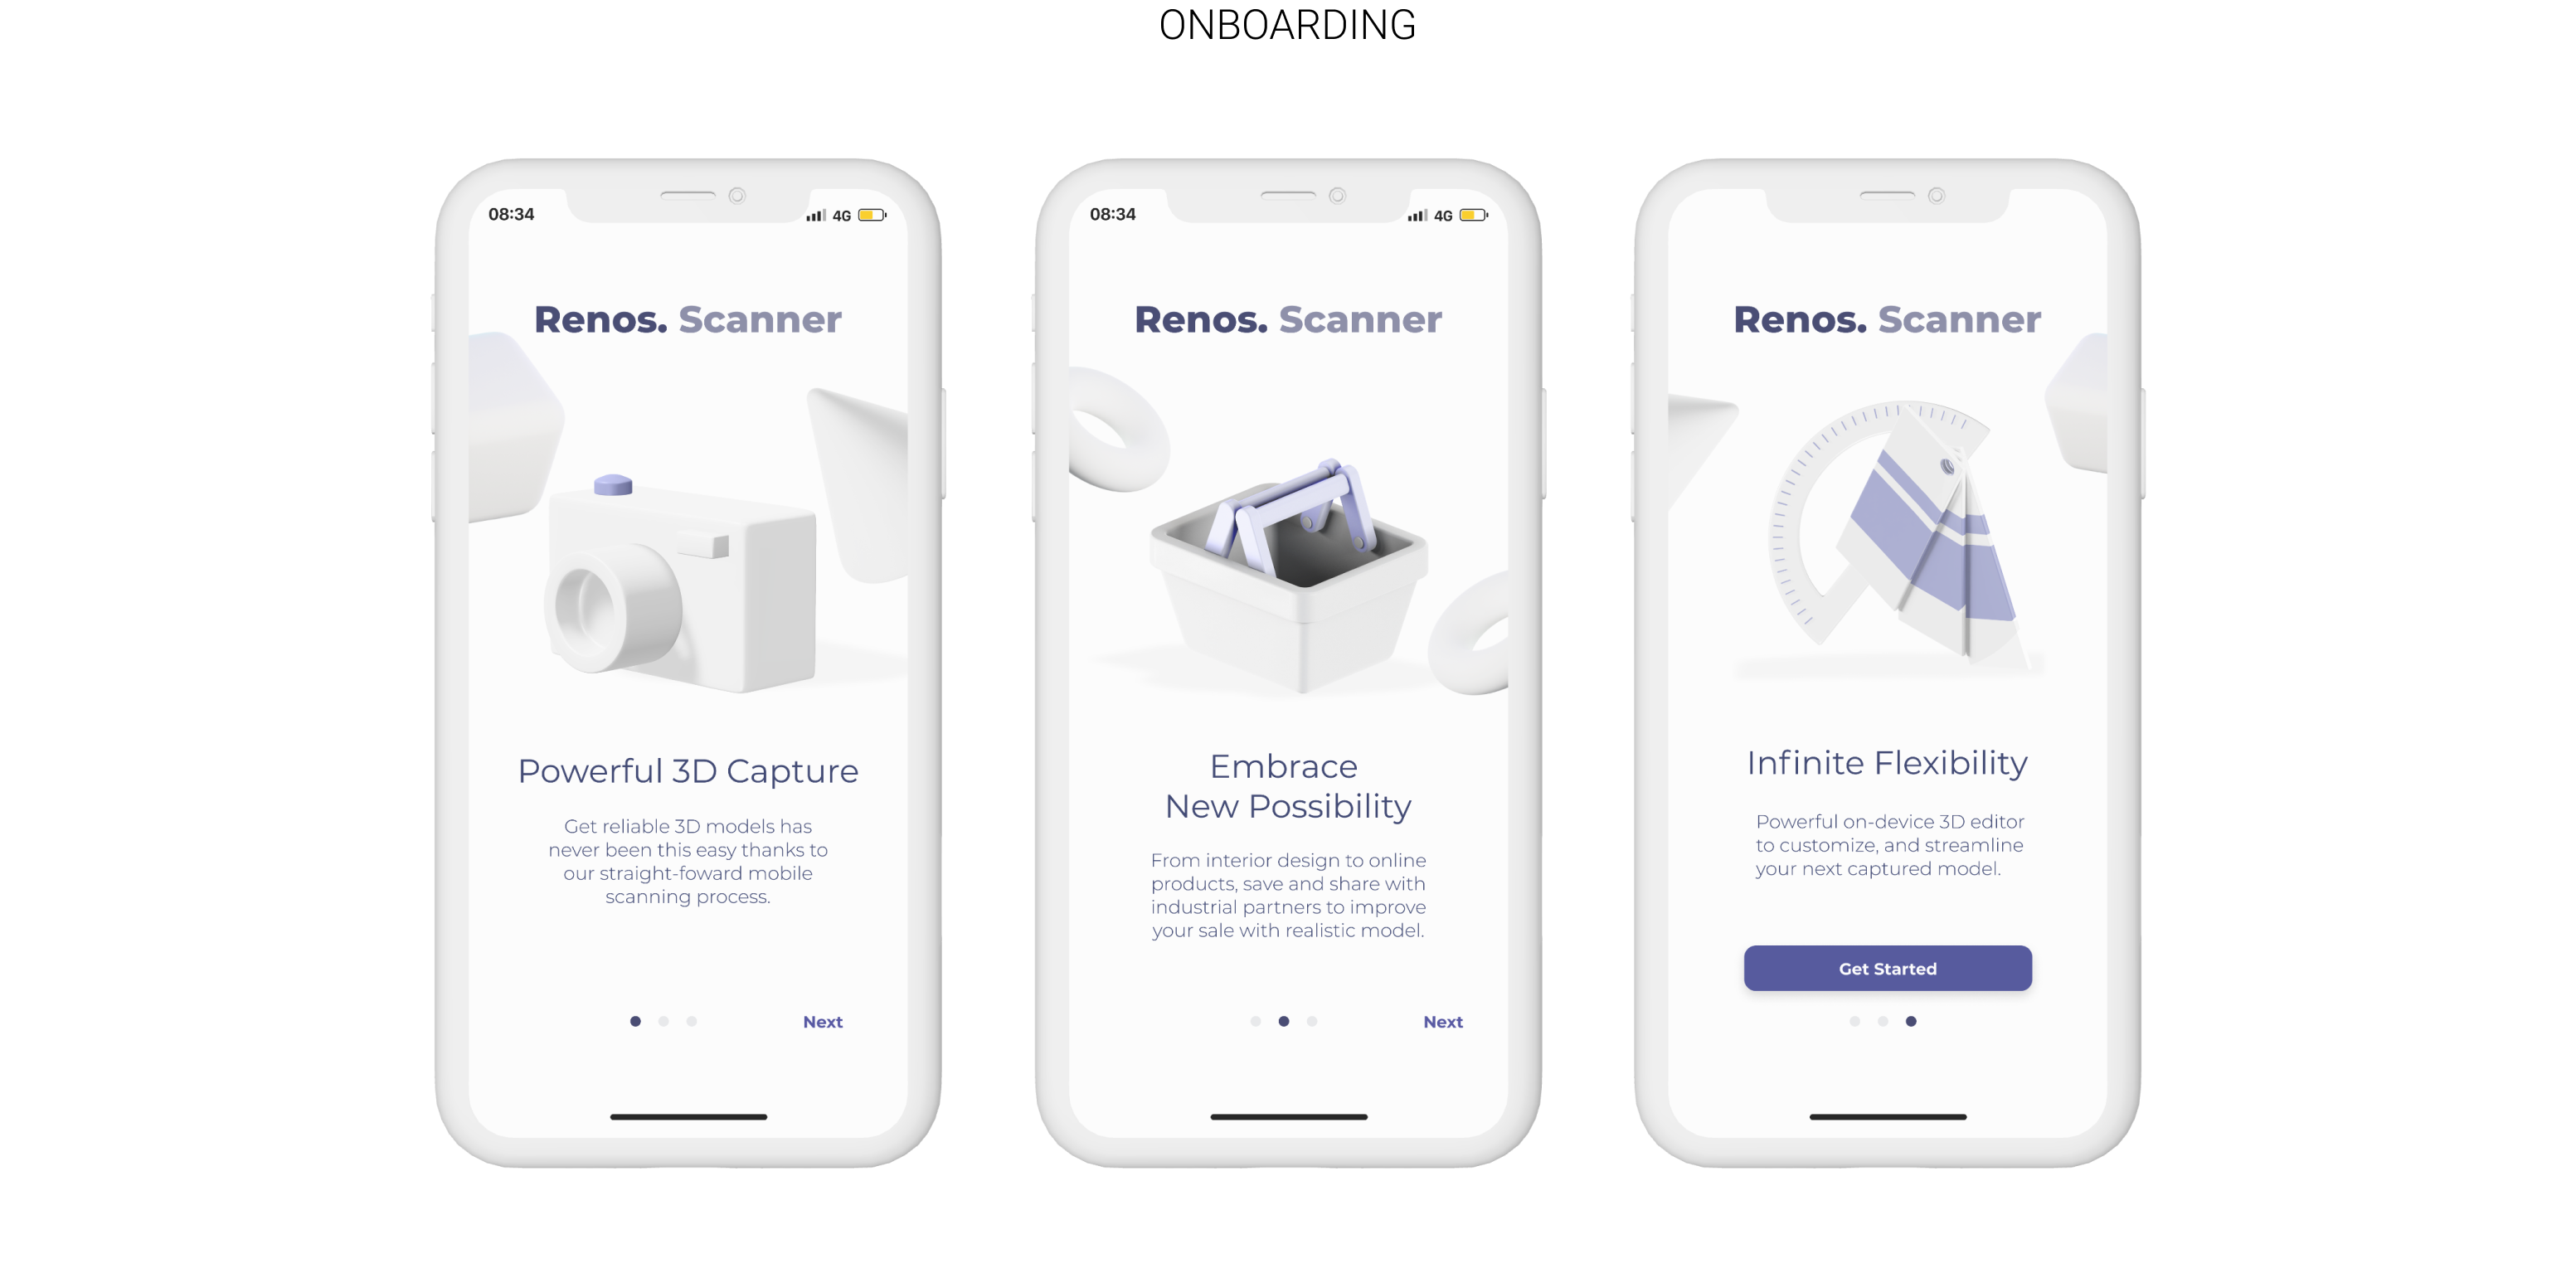 ONBOARDING
08:34
4G
Renos. Scanner
Powerful 3D Capture
Get reliable 3D models has
never been this easy thanks to
our straight-foward mobile
scanning process.
Next
08:34
4G
Renos. Scanner
Embrace
New Possibility
From interior design to online
products, save and share with
industrial partners to improve
your sale with realistic model.
Next
Renos. Scanner
Infinite Flexibility
Powerful on-device 3D editor
to customize, and streamline
your next captured model.
Get Started